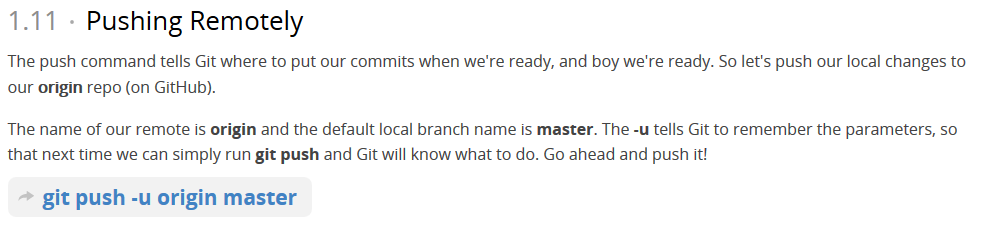 1.11 · Pushing Remotely
The push command tells Git where to put our commits when we're ready, and boy we're ready. So let's push our local changes to
our origin repo (on GitHub).
The name of our remote is origin and the default local branch name is master. The -u tells Git to remember the parameters, so
that next time we can simply run git push and Git will know what to do. Go ahead and push it!
git push -u origin master